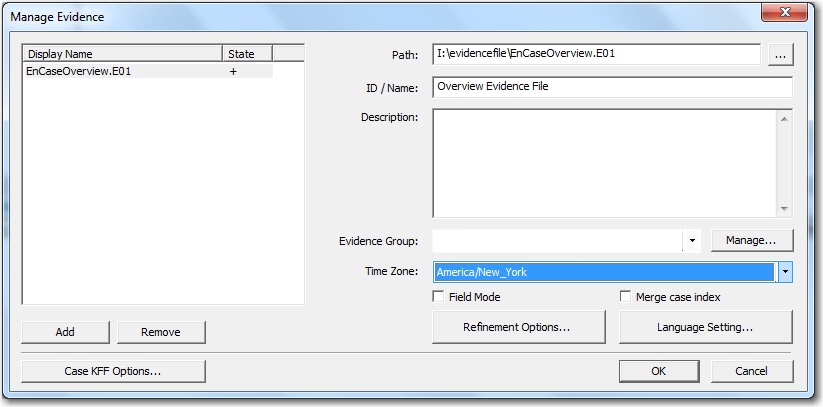 Manage Evidence
Display Name State
EnCaseOverview.E01 +
Add Remove
Case KFF Options...
Path: I:\evidencefile\EnCaseOverview.E01 ...
ID / Name: Overview Evidence File
Description:
Evidence Group: Manage...
Time Zone: America/New_York
Field Mode Merge case index
Refinement Options... Language Setting...
OK Cancel